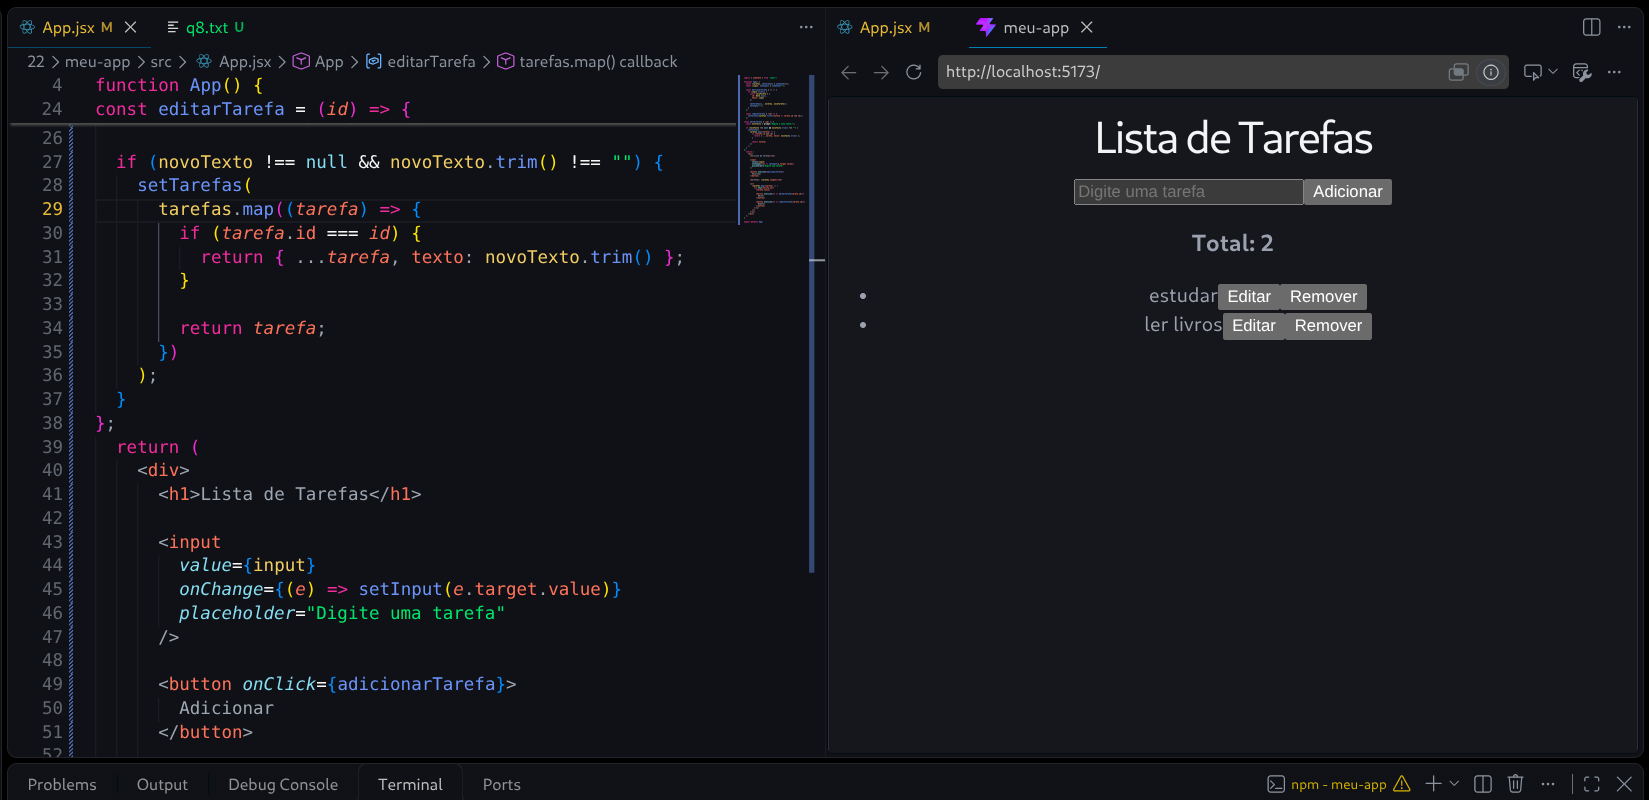 App.jsx M
q8.txt U
22 > meu-app > src > App.jsx > App > editarTarefa > tarefas.map() callback
4 function App() {
24 const editarTarefa = (id) => {
26
27 if (novoTexto !== null && novoTexto.trim() !== "") {
28 setTarefas(
29 tarefas.map((tarefa) => {
30 if (tarefa.id === id) {
31 return { ...tarefa, texto: novoTexto.trim() };
32 }
33
34 return tarefa;
35 })
36 );
37 }
38 };
39 return (
40 <div>
41 <h1>Lista de Tarefas</h1>
42
43 <input
44 value={input}
45 onChange={(e) => setInput(e.target.value)}
46 placeholder="Digite uma tarefa"
47 />
48
49 <button onClick={adicionarTarefa}>
50 Adicionar
51 </button>
52
App.jsx M
meu-app
http://localhost:5173/
Lista de Tarefas
Digite uma tarefa Adicionar
Total: 2
• estudar Editar Remover
• ler livros Editar Remover
Problems Output Debug Console Terminal Ports
npm - meu-app